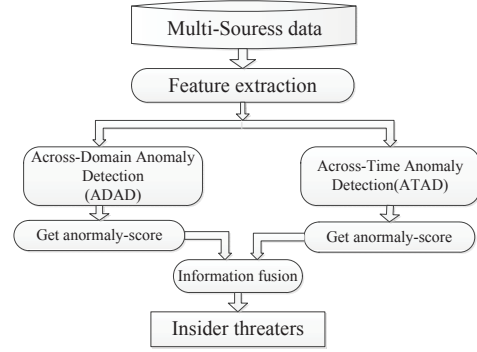 Multi-Souress data
Feature extraction
Across-Domain Anomaly
Detection
(ADAD)
Across-Time Anomaly
Detection(ATAD)
Get anormaly-score
Get anormaly-score
Information fusion
Insider threaters